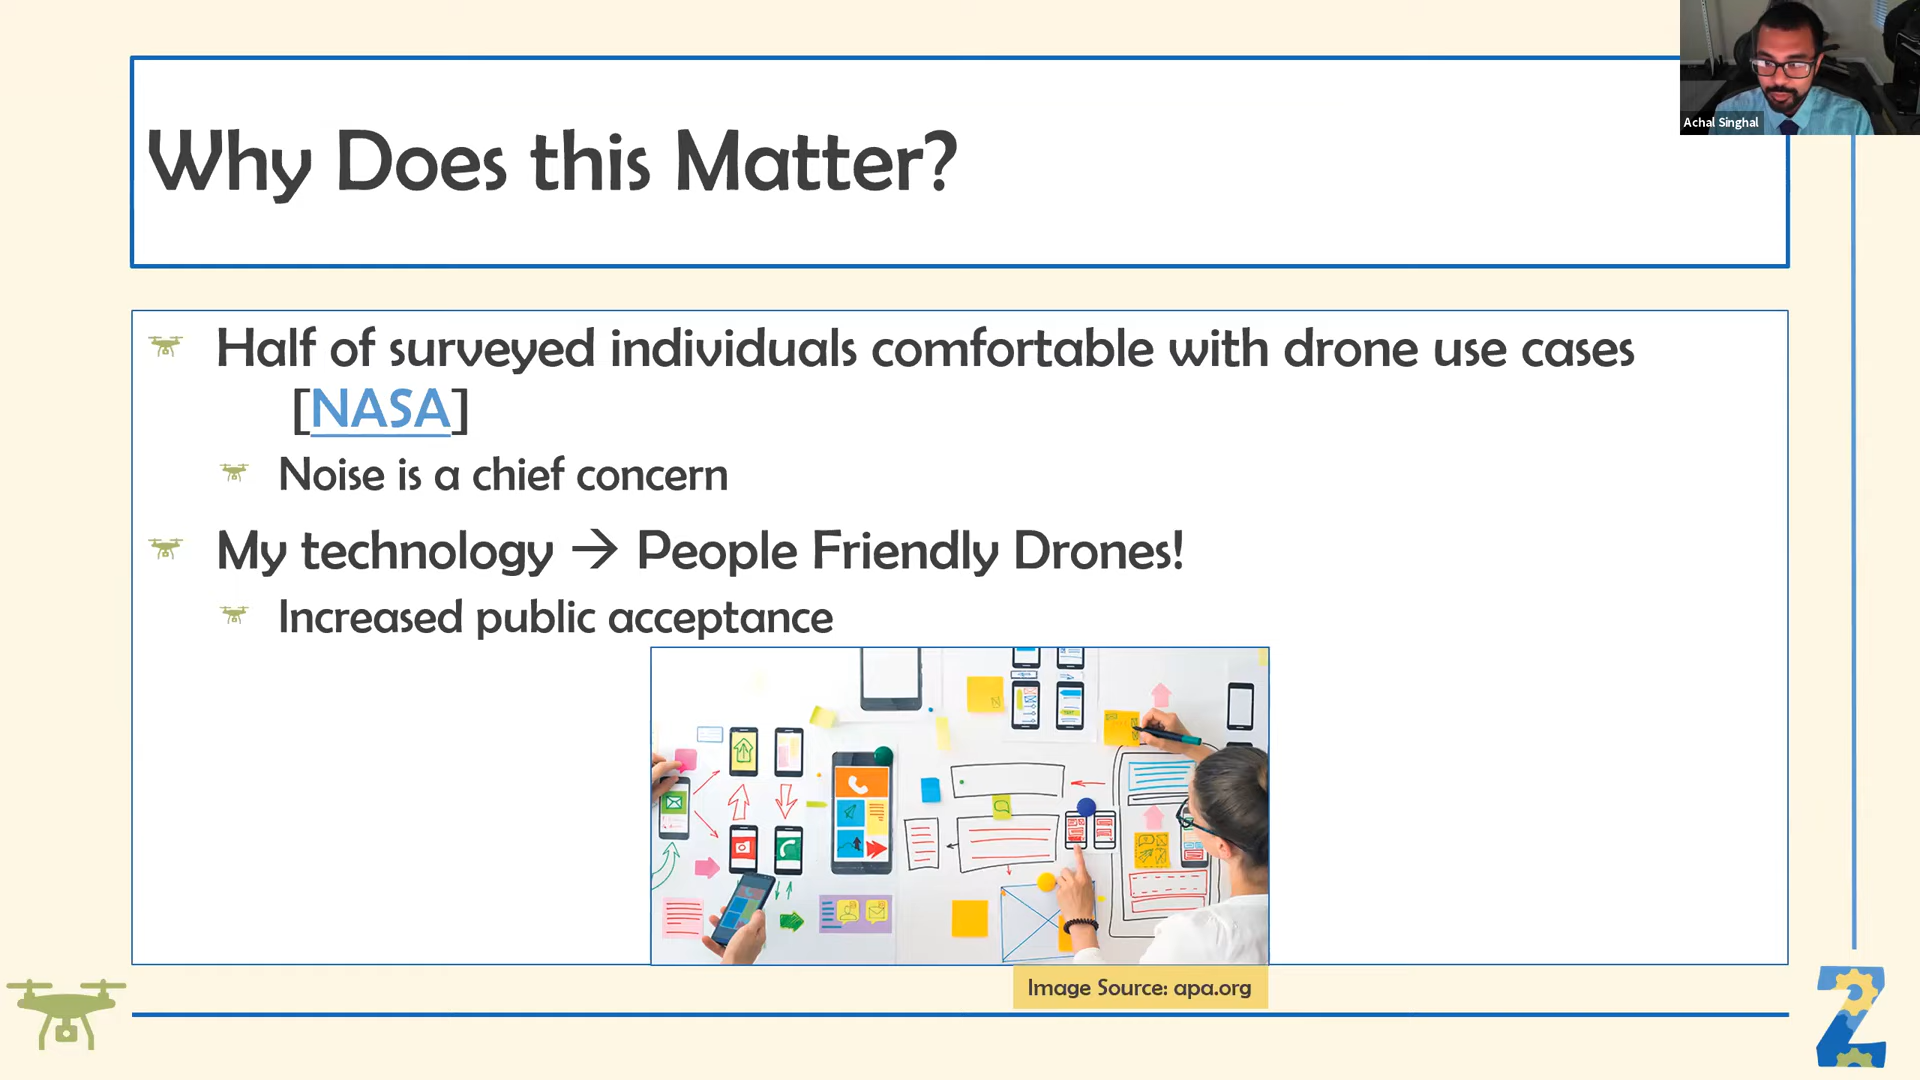 Achal Singhal
Why Does this Matter?
Half of surveyed individuals comfortable with drone use cases
[NASA]
Noise is a chief concern
My technology → People Friendly Drones!
Increased public acceptance
Image Source: apa.org
Z